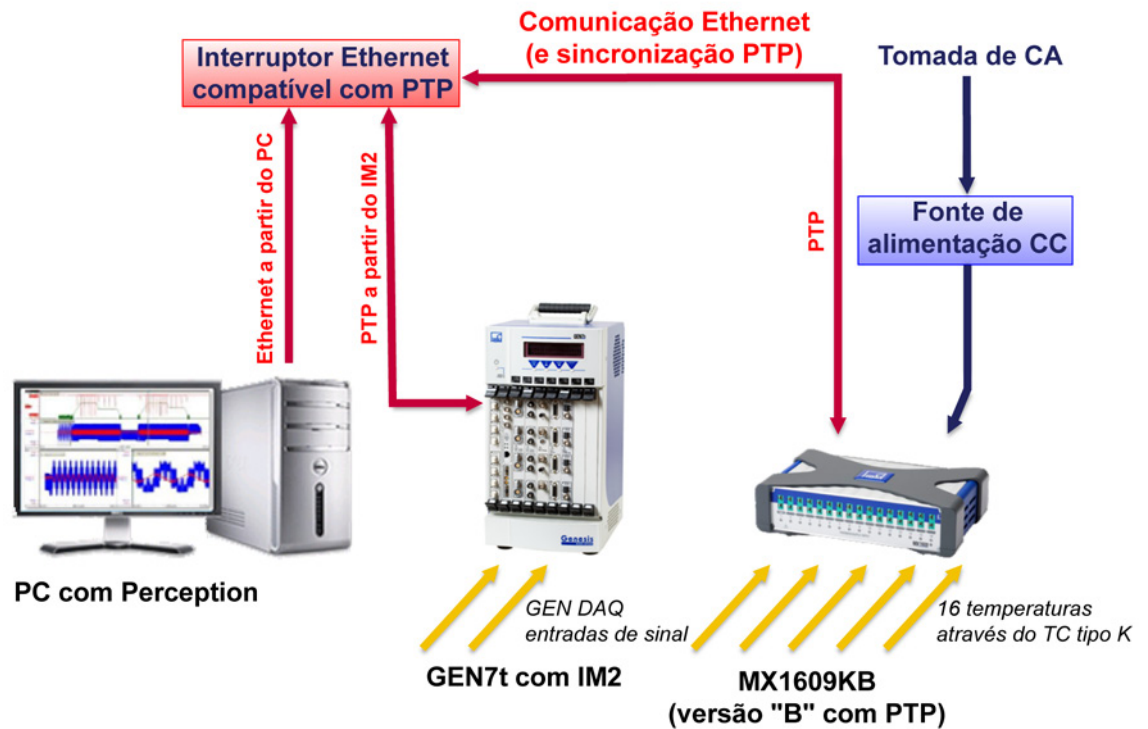 Comunicação Ethernet
(e sincronização PTP)
Interruptor Ethernet
compatível com PTP
Tomada de CA
Ethernet a partir do PC
PTP a partir do IM2
PTP
Fonte de
alimentação CC
Genesis
PC com Perception
GEN DAQ
entradas de sinal
16 temperaturas
através do TC tipo K
GEN7t com IM2
MX1609KB
(versão "B" com PTP)